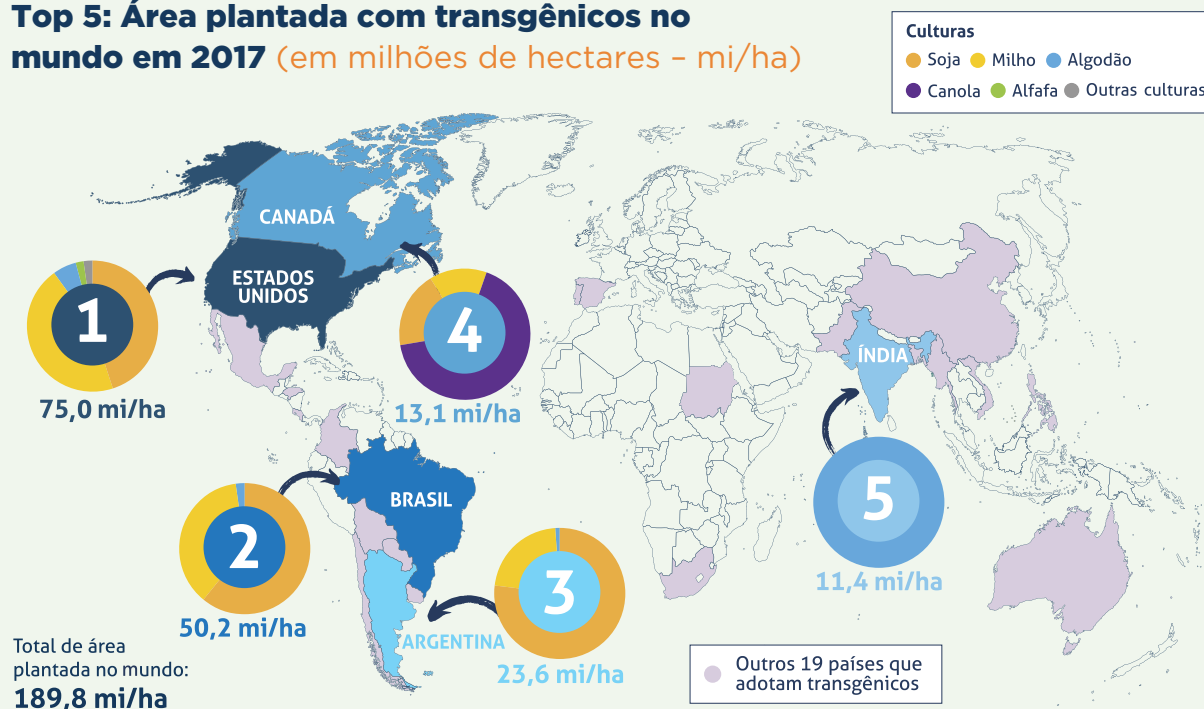 Top 5: Área plantada com transgênicos no
mundo em 2017 (em milhões de hectares – mi/ha)
Culturas
Soja Milho Algodão
Canola Alfafa Outras culturas
CANADÁ
ESTADOS
UNIDOS
1
75,0 mi/ha
4
13,1 mi/ha
ÍNDIA
5
11,4 mi/ha
BRASIL
2
50,2 mi/ha
3
ARGENTINA
23,6 mi/ha
Total de área
plantada no mundo:
189,8 mi/ha
Outros 19 países que
adotam transgênicos